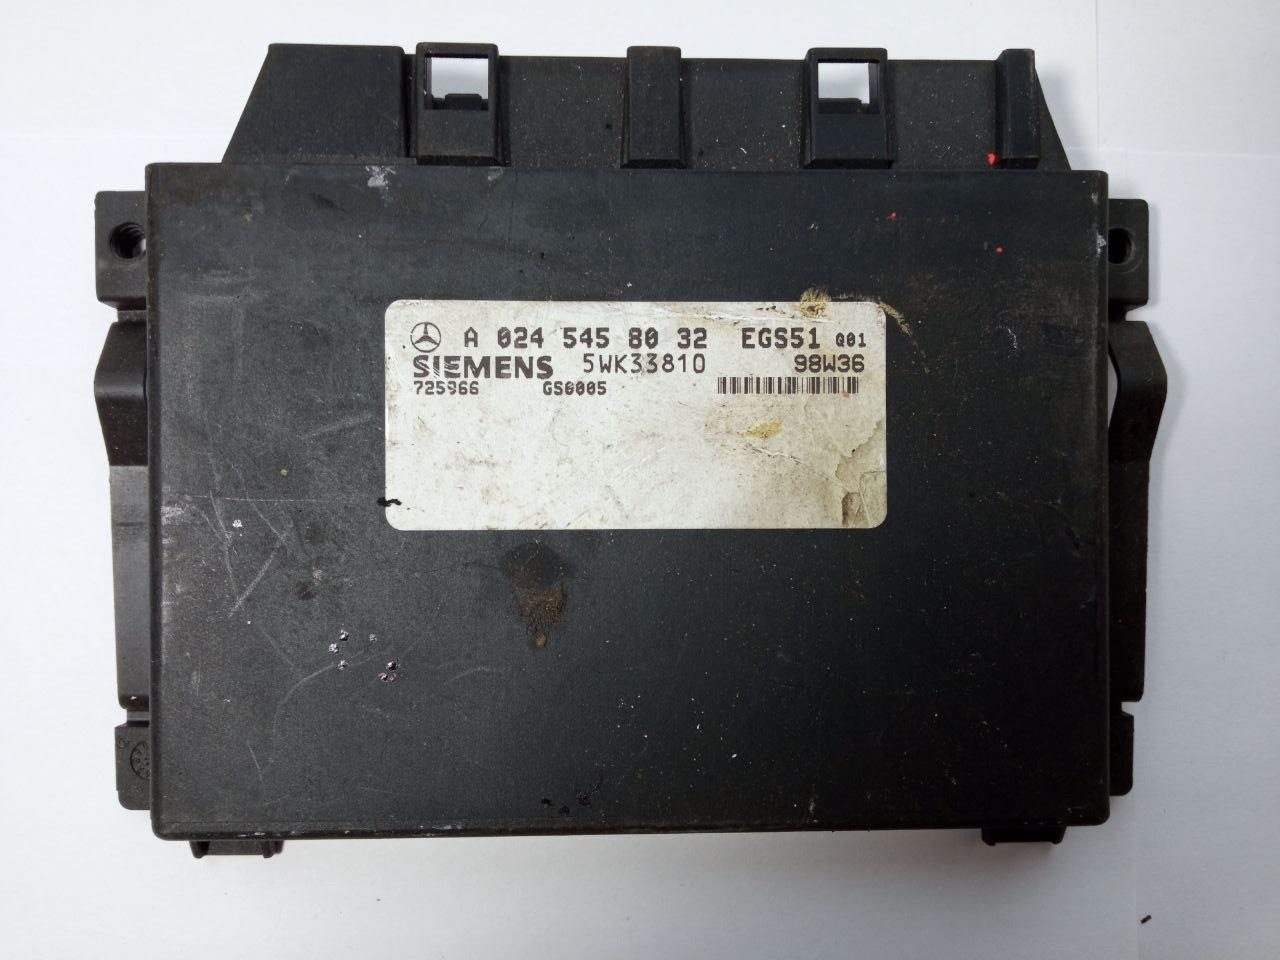 A 024 545 80 32 EGS51 Q01
SIEMENS 5WK33810 98W36
725966 GS0005